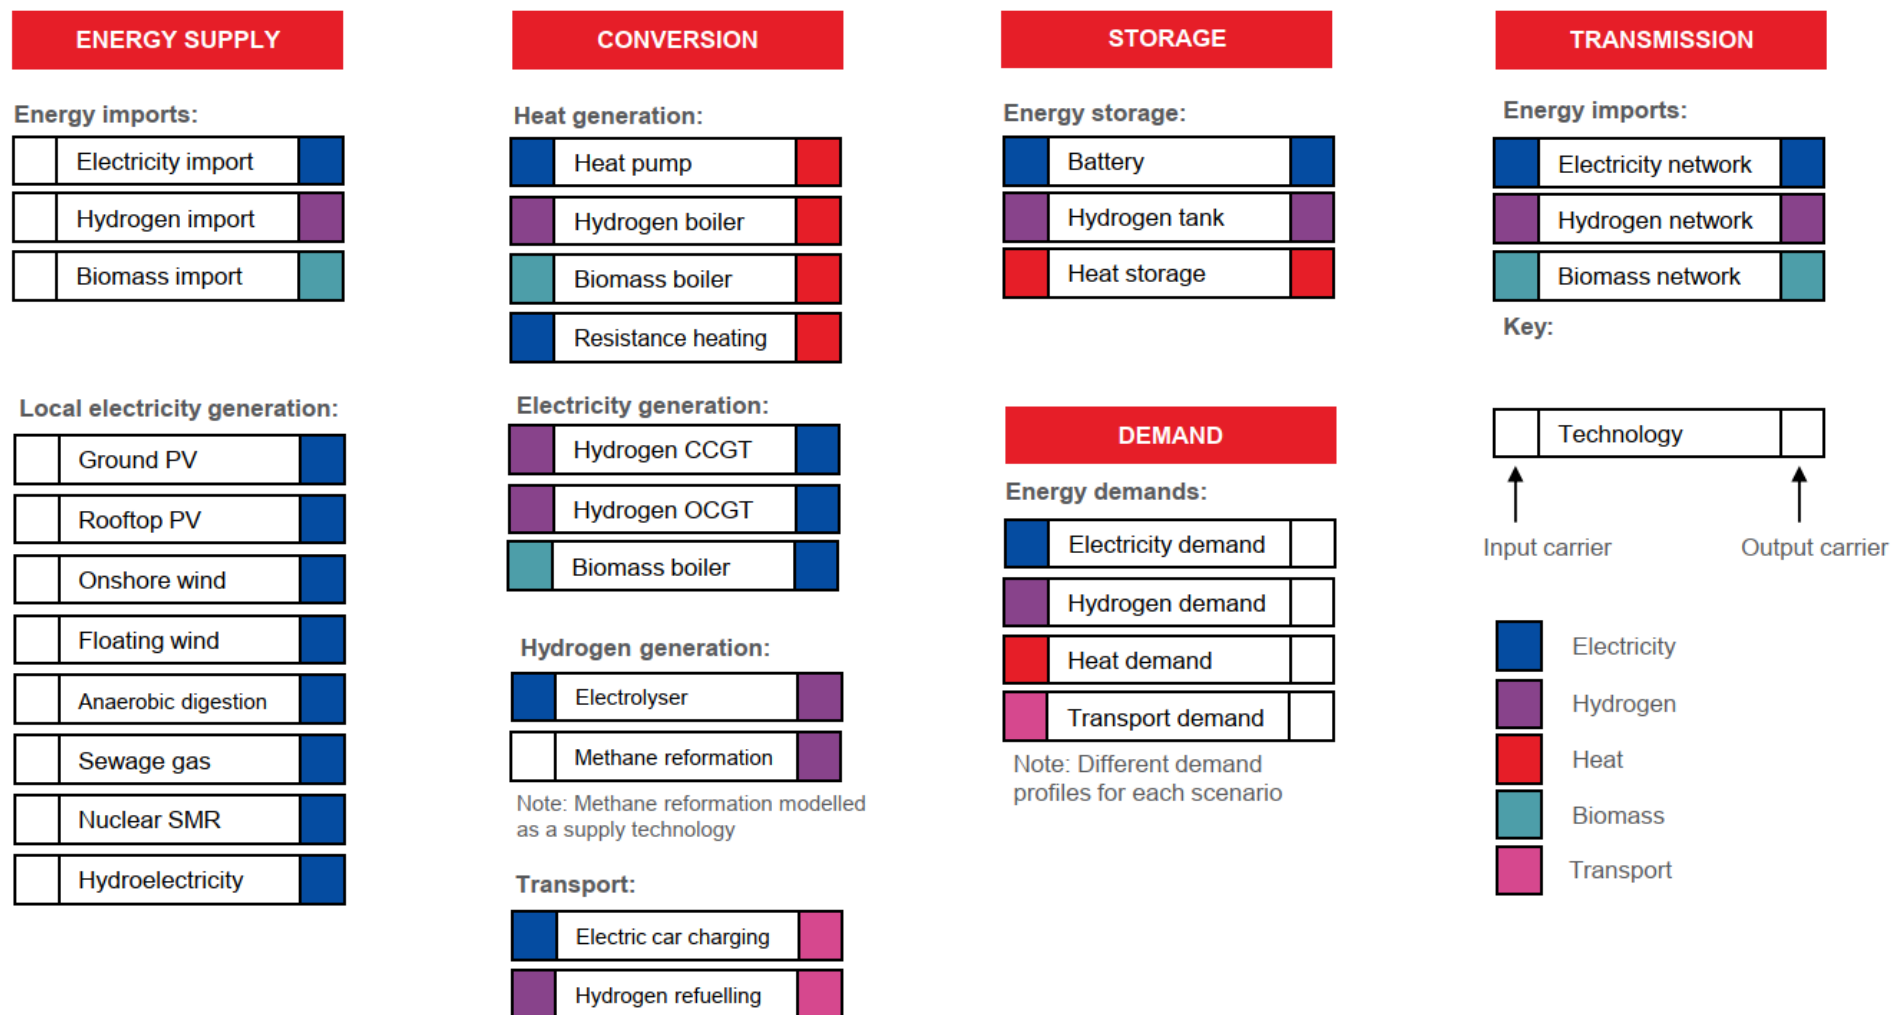 ENERGY SUPPLY
Energy imports:
Electricity import
Hydrogen import
Biomass import
Local electricity generation:
Ground PV
Rooftop PV
Onshore wind
Floating wind
Anaerobic digestion
Sewage gas
Nuclear SMR
Hydroelectricity
CONVERSION
Heat generation:
Heat pump
Hydrogen boiler
Biomass boiler
Resistance heating
Electricity generation:
Hydrogen CCGT
Hydrogen OCGT
Biomass boiler
Hydrogen generation:
Electrolyser
Methane reformation
Note: Methane reformation modelled
as a supply technology
Transport:
Electric car charging
Hydrogen refuelling
STORAGE
Energy storage:
Battery
Hydrogen tank
Heat storage
DEMAND
Energy demands:
Electricity demand
Hydrogen demand
Heat demand
Transport demand
Note: Different demand
profiles for each scenario
TRANSMISSION
Energy imports:
Electricity network
Hydrogen network
Biomass network
Key:
Technology
Input carrier
Output carrier
Electricity
Hydrogen
Heat
Biomass
Transport